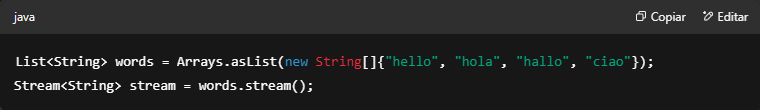 java
Copiar
Editar
List<String> words = Arrays.asList(new String[]{"hello", "hola", "hallo", "ciao"});
Stream<String> stream = words.stream();